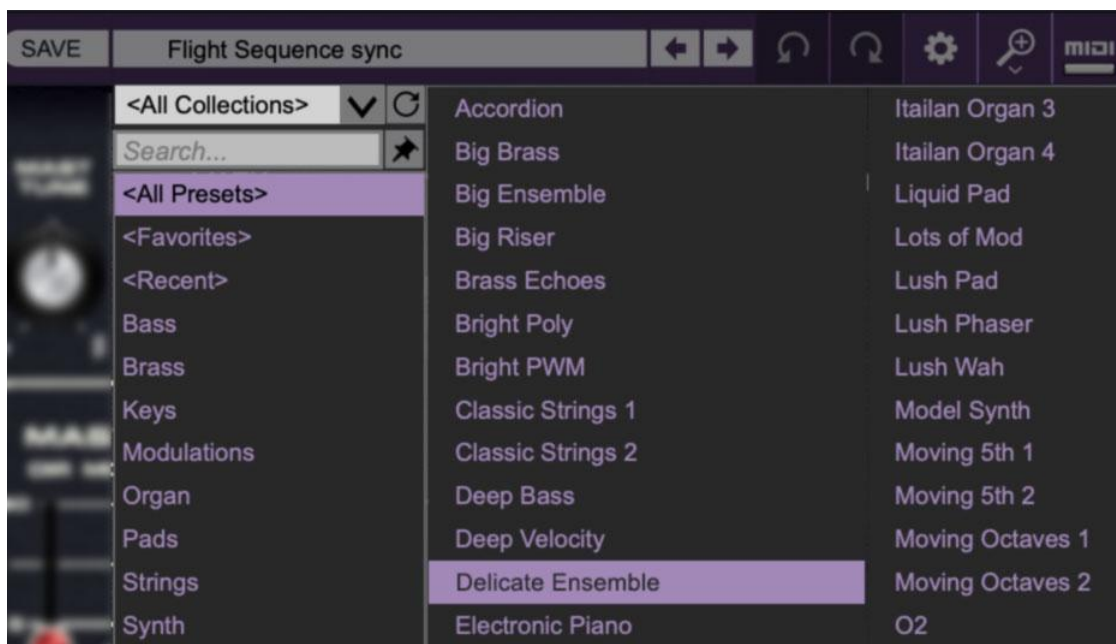 SAVE
Flight Sequence sync
MIDI
<All Collections>
Search...
<All Presets>
<Favorites>
<Recent>
Bass
Brass
Keys
Modulations
Organ
Pads
Strings
Synth
Accordion
Big Brass
Big Ensemble
Big Riser
Brass Echoes
Bright Poly
Bright PWM
Classic Strings 1
Classic Strings 2
Deep Bass
Deep Velocity
Delicate Ensemble
Electronic Piano
Itailan Organ 3
Itailan Organ 4
Liquid Pad
Lots of Mod
Lush Pad
Lush Phaser
Lush Wah
Model Synth
Moving 5th 1
Moving 5th 2
Moving Octaves 1
Moving Octaves 2
O2